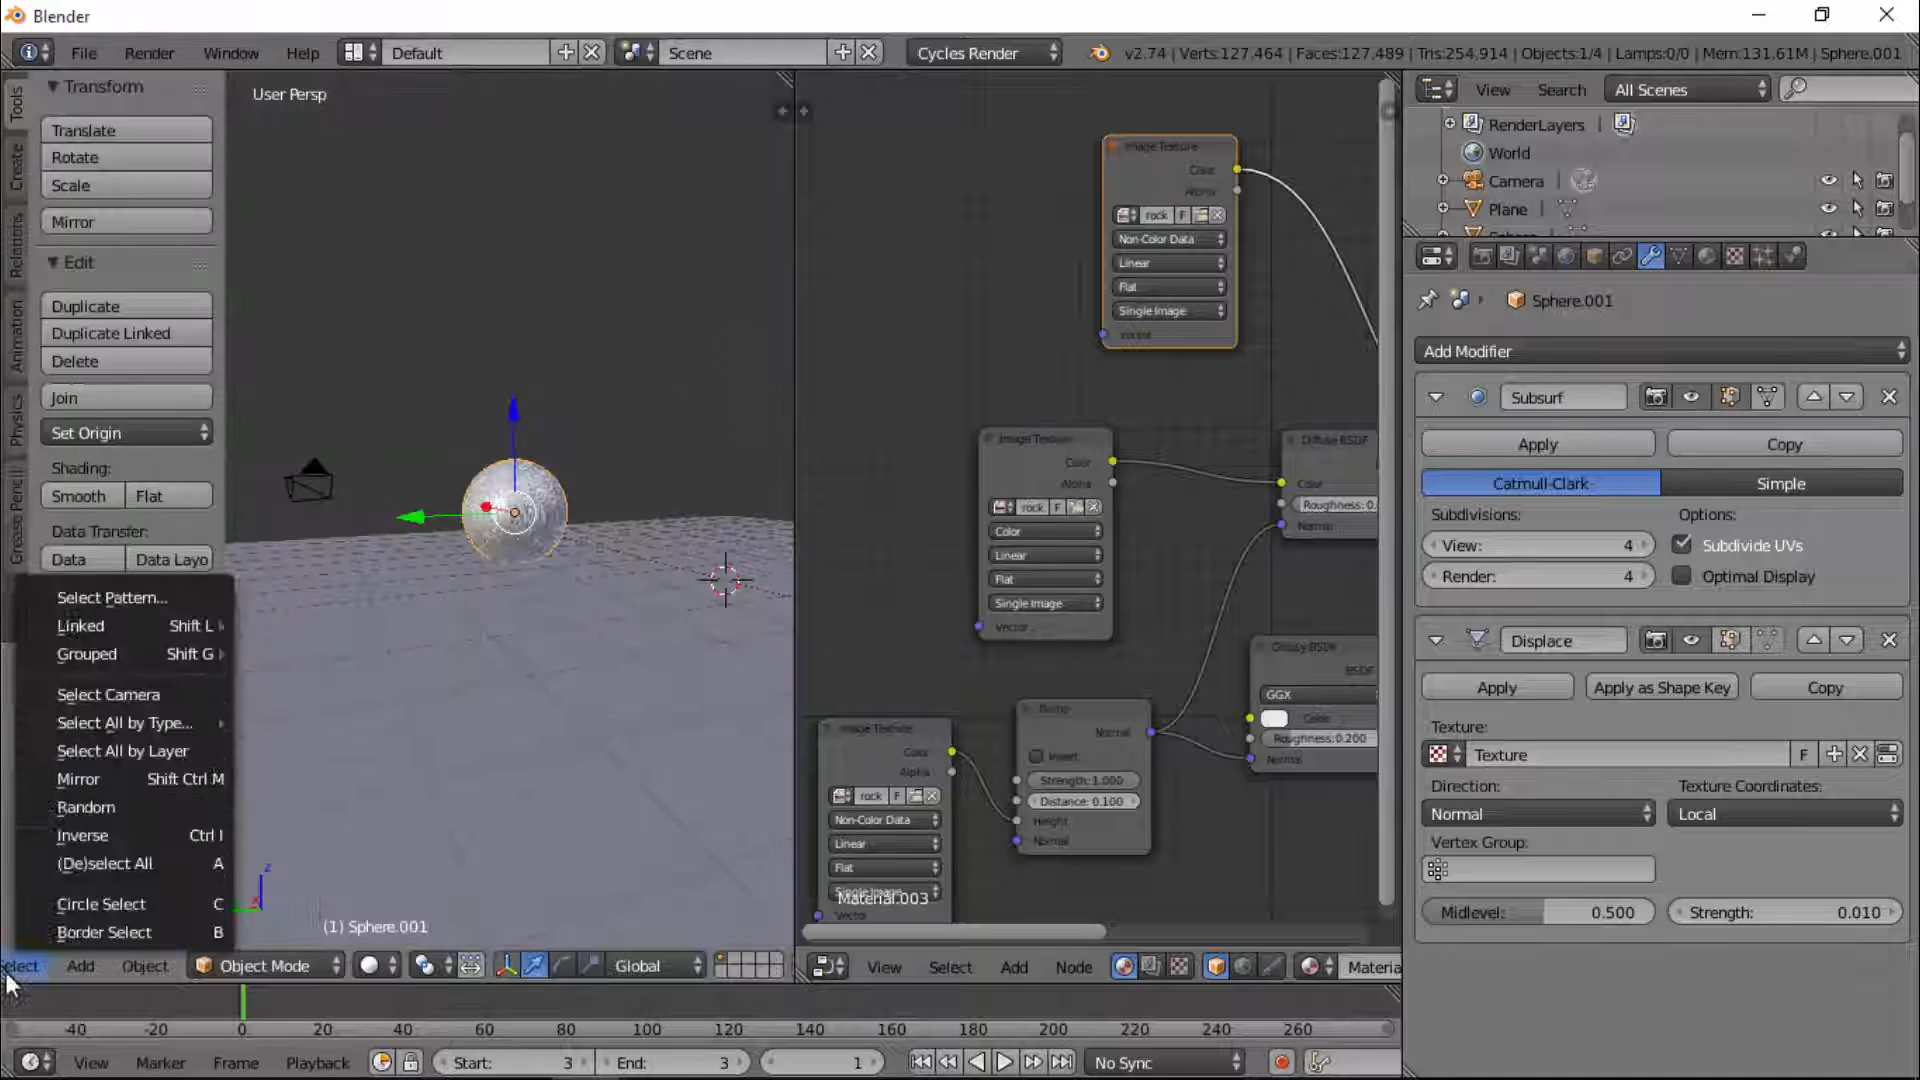 Blender
File Render Window Help Default Scene Cycles Render v2.74 | Verts:127,464 | Faces:127,489 | Tris:254,914 | Objects:1/4 | Lamps:0/0 | Mem:131.61M | Sphere.001
Tools
Create
Relations
Animation
Physics
Grease Pencil
Transform
Translate
Rotate
Scale
Mirror
Edit
Duplicate
Duplicate Linked
Delete
Join
Set Origin
Shading:
Smooth Flat
Data Transfer:
Data Data Layo
Select Pattern...
Linked Shift L
Grouped Shift G
Select Camera
Select All by Type...
Select All by Layer
Mirror Shift Ctrl M
Random
Inverse Ctrl I
(De)select All A
Circle Select C
Border Select B
User Persp
z
x
(1) Sphere.001
elect Add Object Object Mode Global
Image Texture
Color
Alpha
rock F
Non-Color Data
Linear
Flat
Single Image
Vector
Image Texture
Color
Alpha
rock. F
Color
Linear
Flat
Single Image
Vector
Diffuse BSDF
Color
Roughness: 0.
Normal
Image Texture
Color
Alpha
rock F
Non-Color Data
Linear
Flat
Single Image
Vector
Material.003
Bump
Normal
Invert
Strength: 1.000
Distance: 0.100
Height
Normal
Glossy BSDF
BSDF
GGX
Color
Roughness:0.200
Normal
View Select Add Node Materia
View Search All Scenes
RenderLayers |
World
Camera |
Plane |
Sphere.001
Add Modifier
Subsurf
Apply Copy
Catmull-Clark Simple
Subdivisions: Options:
View: 4 Subdivide UVs
Render: 4 Optimal Display
Displace
Apply Apply as Shape Key Copy
Texture:
Texture F
Direction: Texture Coordinates:
Normal Local
Vertex Group:
Midlevel: 0.500 Strength: 0.010
-40 -20 0 20 40 60 80 100 120 140 160 180 200 220 240 260
View Marker Frame Playback Start: 3 End: 3 1 No Sync